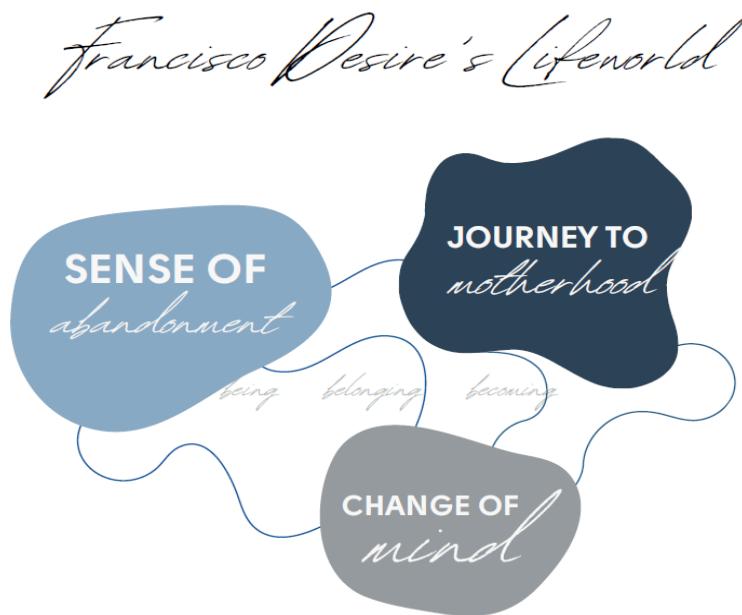 Francisco Desire's Lifeworld
JOURNEY TO
motherhood
SENSE OF
abandonment
being belonging becoming
CHANGE OF
mind